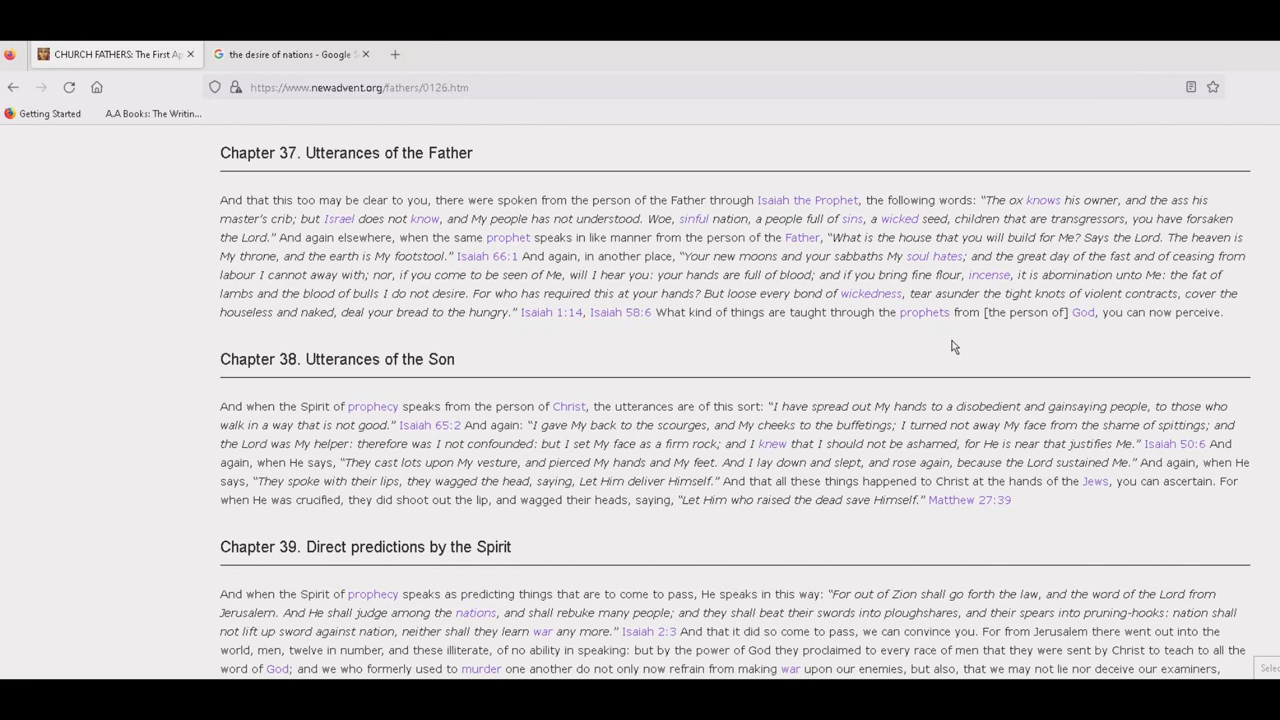 CHURCH FATHERS: The First Ap
the desire of nations - Google S
https://www.newadvent.org/fathers/0126.htm
Getting Started
A.A Books: The Writin...
Chapter 37. Utterances of the Father
And that this too may be clear to you, there were spoken from the person of the Father through Isaiah the Prophet, the following words: “The ox knows his owner, and the ass his
master's crib; but Israel does not know, and My people has not understood. Woe, sinful nation, a people full of sins, a wicked seed, children that are transgressors, you have forsaken
the Lord.” And again elsewhere, when the same prophet speaks in like manner from the person of the Father, “What is the house that you will build for Me? Says the Lord. The heaven is
My throne, and the earth is My footstool.” Isaiah 66:1 And again, in another place, “Your new moons and your sabbaths My soul hates; and the great day of the fast and of ceasing from
labour I cannot away with; nor, if you come to be seen of Me, will I hear you: your hands are full of blood; and if you bring fine flour, incense, it is abomination unto Me: the fat of
lambs and the blood of bulls I do not desire. For who has required this at your hands? But loose every bond of wickedness, tear asunder the tight knots of violent contracts, cover the
houseless and naked, deal your bread to the hungry.” Isaiah 1:14, Isaiah 58:6 What kind of things are taught through the prophets from [the person of] God, you can now perceive.
Chapter 38. Utterances of the Son
And when the Spirit of prophecy speaks from the person of Christ, the utterances are of this sort: “I have spread out My hands to a disobedient and gainsaying people, to those who
walk in a way that is not good.” Isaiah 65:2 And again: “I gave My back to the scourges, and My cheeks to the buffetings; I turned not away My face from the shame of spittings; and
the Lord was My helper: therefore was I not confounded: but I set My face as a firm rock; and I knew that I should not be ashamed, for He is near that justifies Me.” Isaiah 50:6 And
again, when He says, “They cast lots upon My vesture, and pierced My hands and My feet. And I lay down and slept, and rose again, because the Lord sustained Me.” And again, when He
says, “They spoke with their lips, they wagged the head, saying, Let Him deliver Himself.” And that all these things happened to Christ at the hands of the Jews, you can ascertain. For
when He was crucified, they did shoot out the lip, and wagged their heads, saying, “Let Him who raised the dead save Himself.” Matthew 27:39
Chapter 39. Direct predictions by the Spirit
And when the Spirit of prophecy speaks as predicting things that are to come to pass, He speaks in this way: “For out of Zion shall go forth the law, and the word of the Lord from
Jerusalem. And He shall judge among the nations, and shall rebuke many people; and they shall beat their swords into ploughshares, and their spears into pruning-hooks: nation shall
not lift up sword against nation, neither shall they learn war any more.” Isaiah 2:3 And that it did so come to pass, we can convince you. For from Jerusalem there went out into the
world, men, twelve in number, and these illiterate, of no ability in speaking: but by the power of God they proclaimed to every race of men that they were sent by Christ to teach to all the
word of God; and we who formerly used to murder one another do not only now refrain from making war upon our enemies, but also, that we may not lie nor deceive our examiners,
Selec